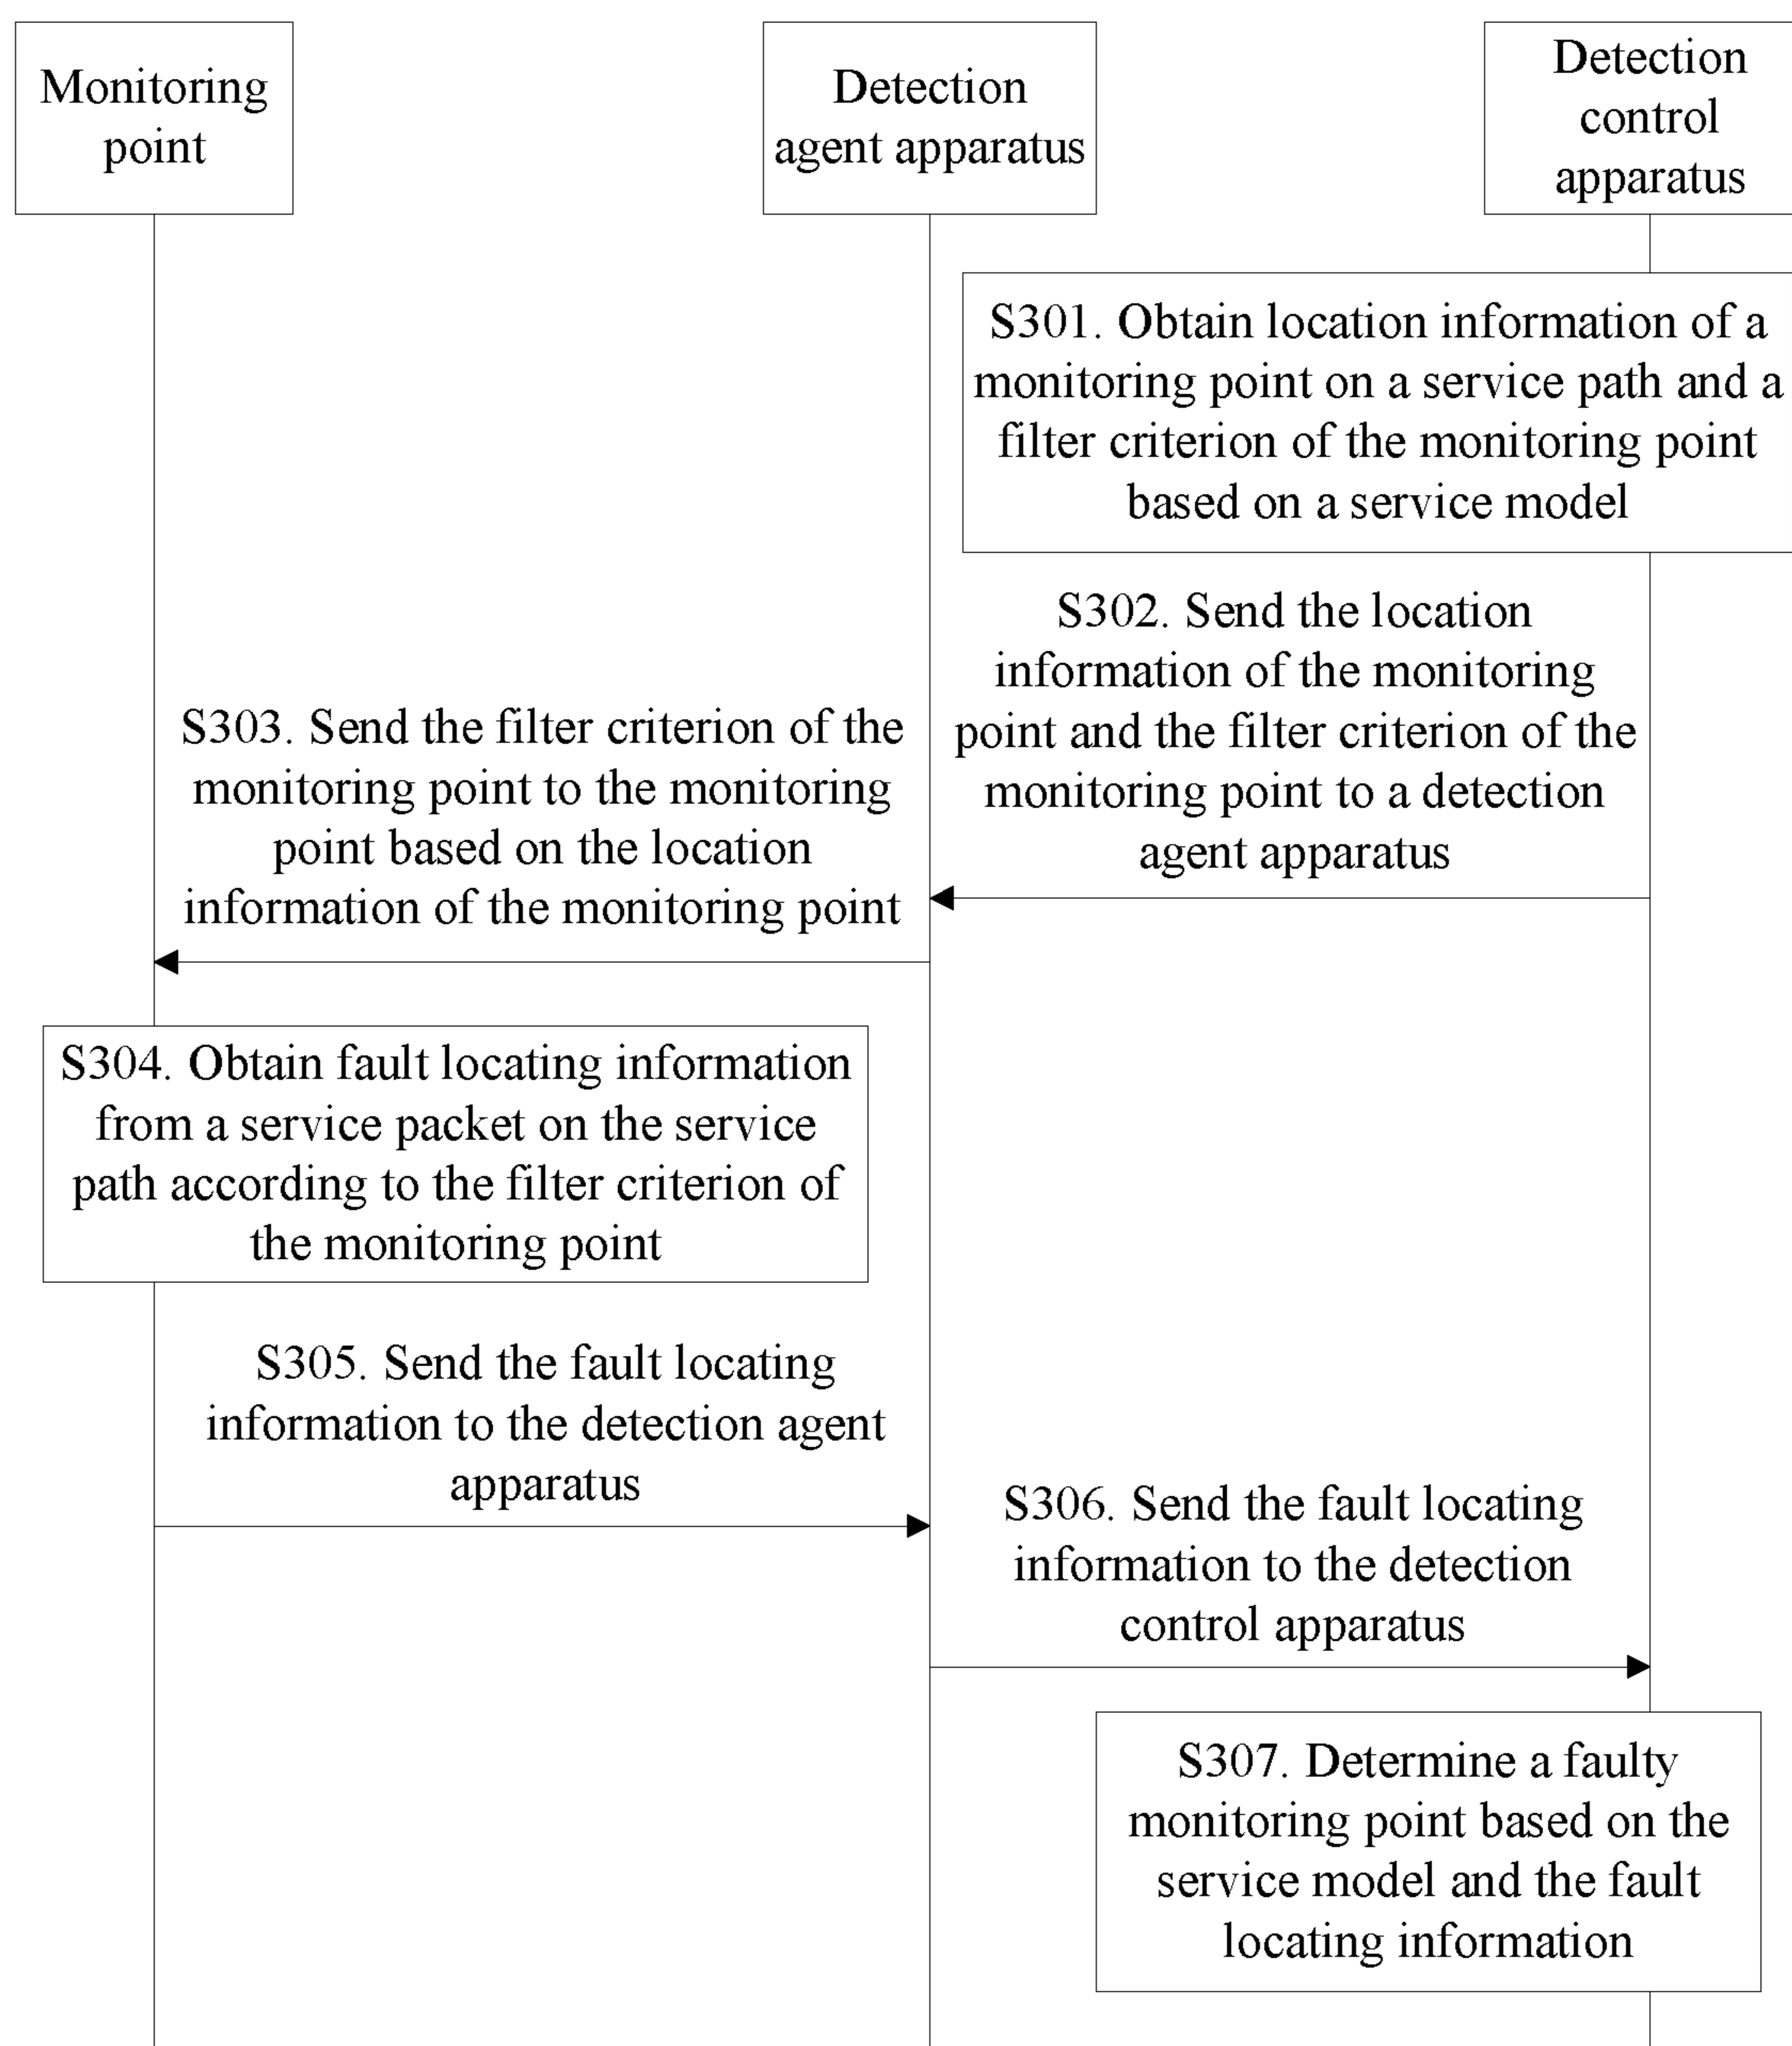 Monitoring
point
Detection
agent apparatus
Detection
control
apparatus
S301. Obtain location information of a
monitoring point on a service path and a
filter criterion of the monitoring point
based on a service model
S302. Send the location
information of the monitoring
point and the filter criterion of the
monitoring point to a detection
agent apparatus
S303. Send the filter criterion of the
monitoring point to the monitoring
point based on the location
information of the monitoring point
S304. Obtain fault locating information
from a service packet on the service
path according to the filter criterion of
the monitoring point
S305. Send the fault locating
information to the detection agent
apparatus
S306. Send the fault locating
information to the detection
control apparatus
S307. Determine a faulty
monitoring point based on the
service model and the fault
locating information